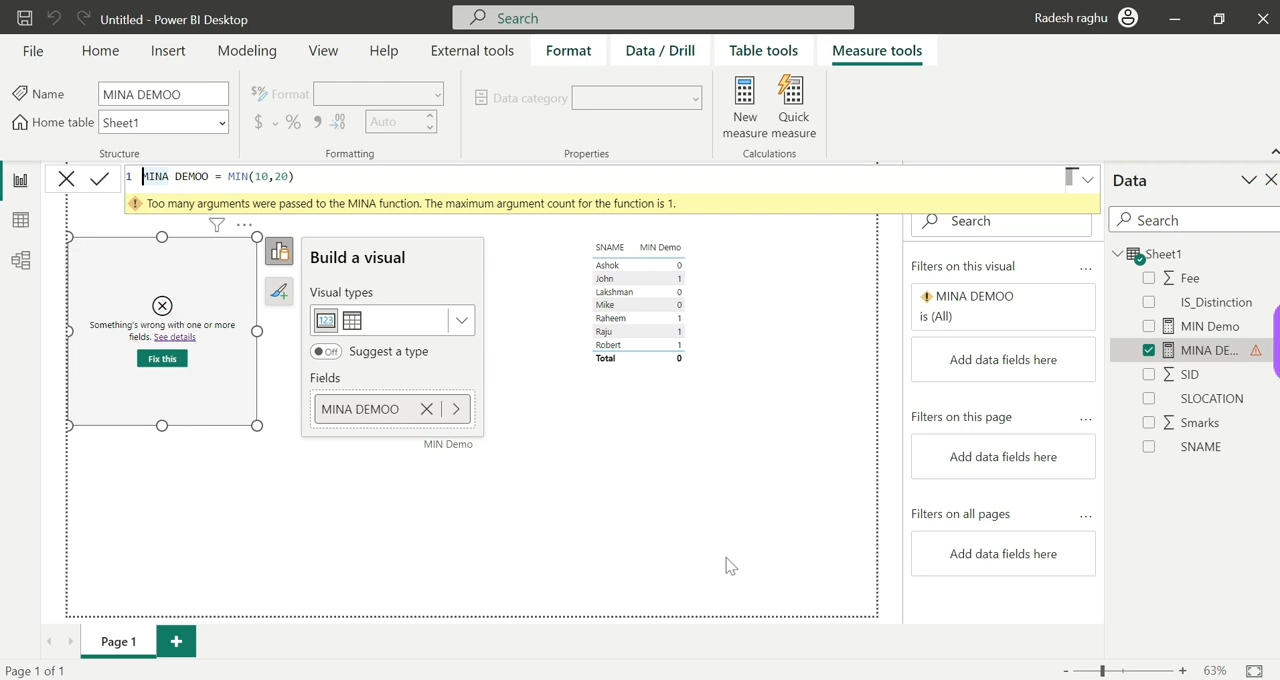 Untitled - Power BI Desktop
Search
Radesh raghu
File
Home
Insert
Modeling
View
Help
External tools
Format
Data / Drill
Table tools
Measure tools
Name
MINA DEMOO
Home table
Sheet1
Structure
$% Format
$ % 9 .00
Auto
Formatting
Data category
Properties
New
measure
Quick
measure
Calculations
1 MINA DEMOO = MIN(10,20)
Too many arguments were passed to the MINA function. The maximum argument count for the function is 1.
Something's wrong with one or more
fields. See details
Fix this
Build a visual
Visual types
123
Off Suggest a type
Fields
MINA DEMOO
MIN Demo
SNAME MIN Demo
Ashok 0
John 1
Lakshman 0
Mike 0
Raheem 1
Raju 1
Robert 1
Total 0
Search
Filters on this visual ...
MINA DEMOO
is (All)
Add data fields here
Filters on this page ...
Add data fields here
Filters on all pages ...
Add data fields here
Data
Search
Sheet1
Σ Fee
IS_Distinction
MIN Demo
MINA DE...
Σ SID
SLOCATION
Σ Smarks
SNAME
Page 1
+
Page 1 of 1
- + 63%